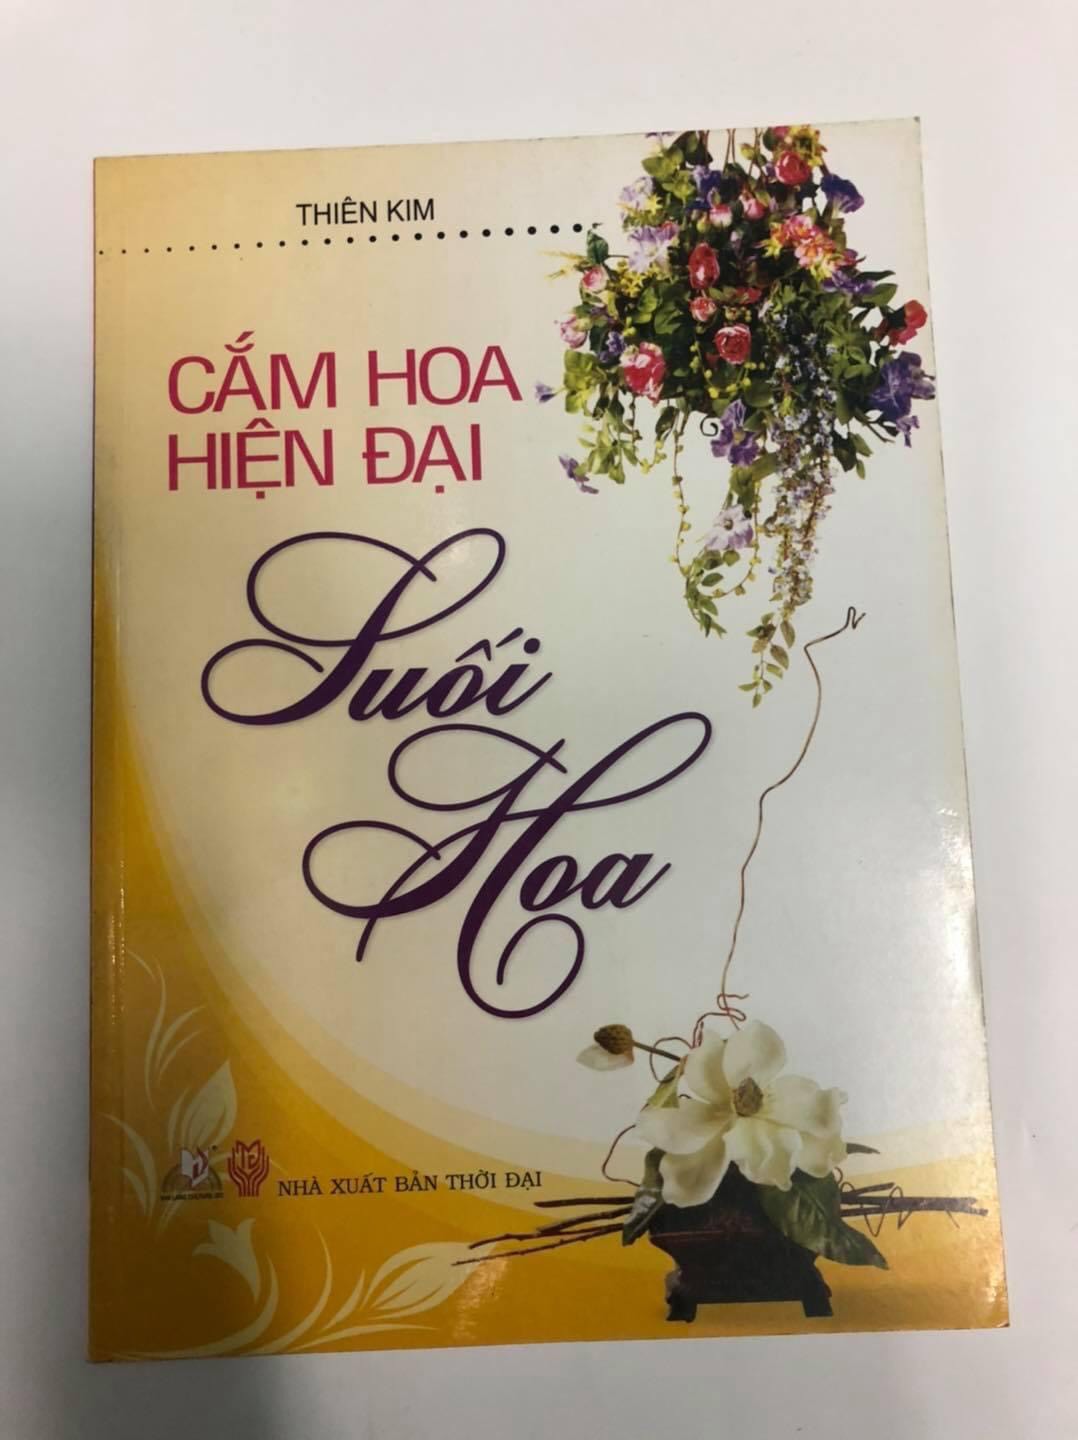 THIÊN KIM
CẮM HOA
HIỆN ĐẠI
Suối
Hoa
NHÀ XUẤT BẢN THỜI ĐẠI